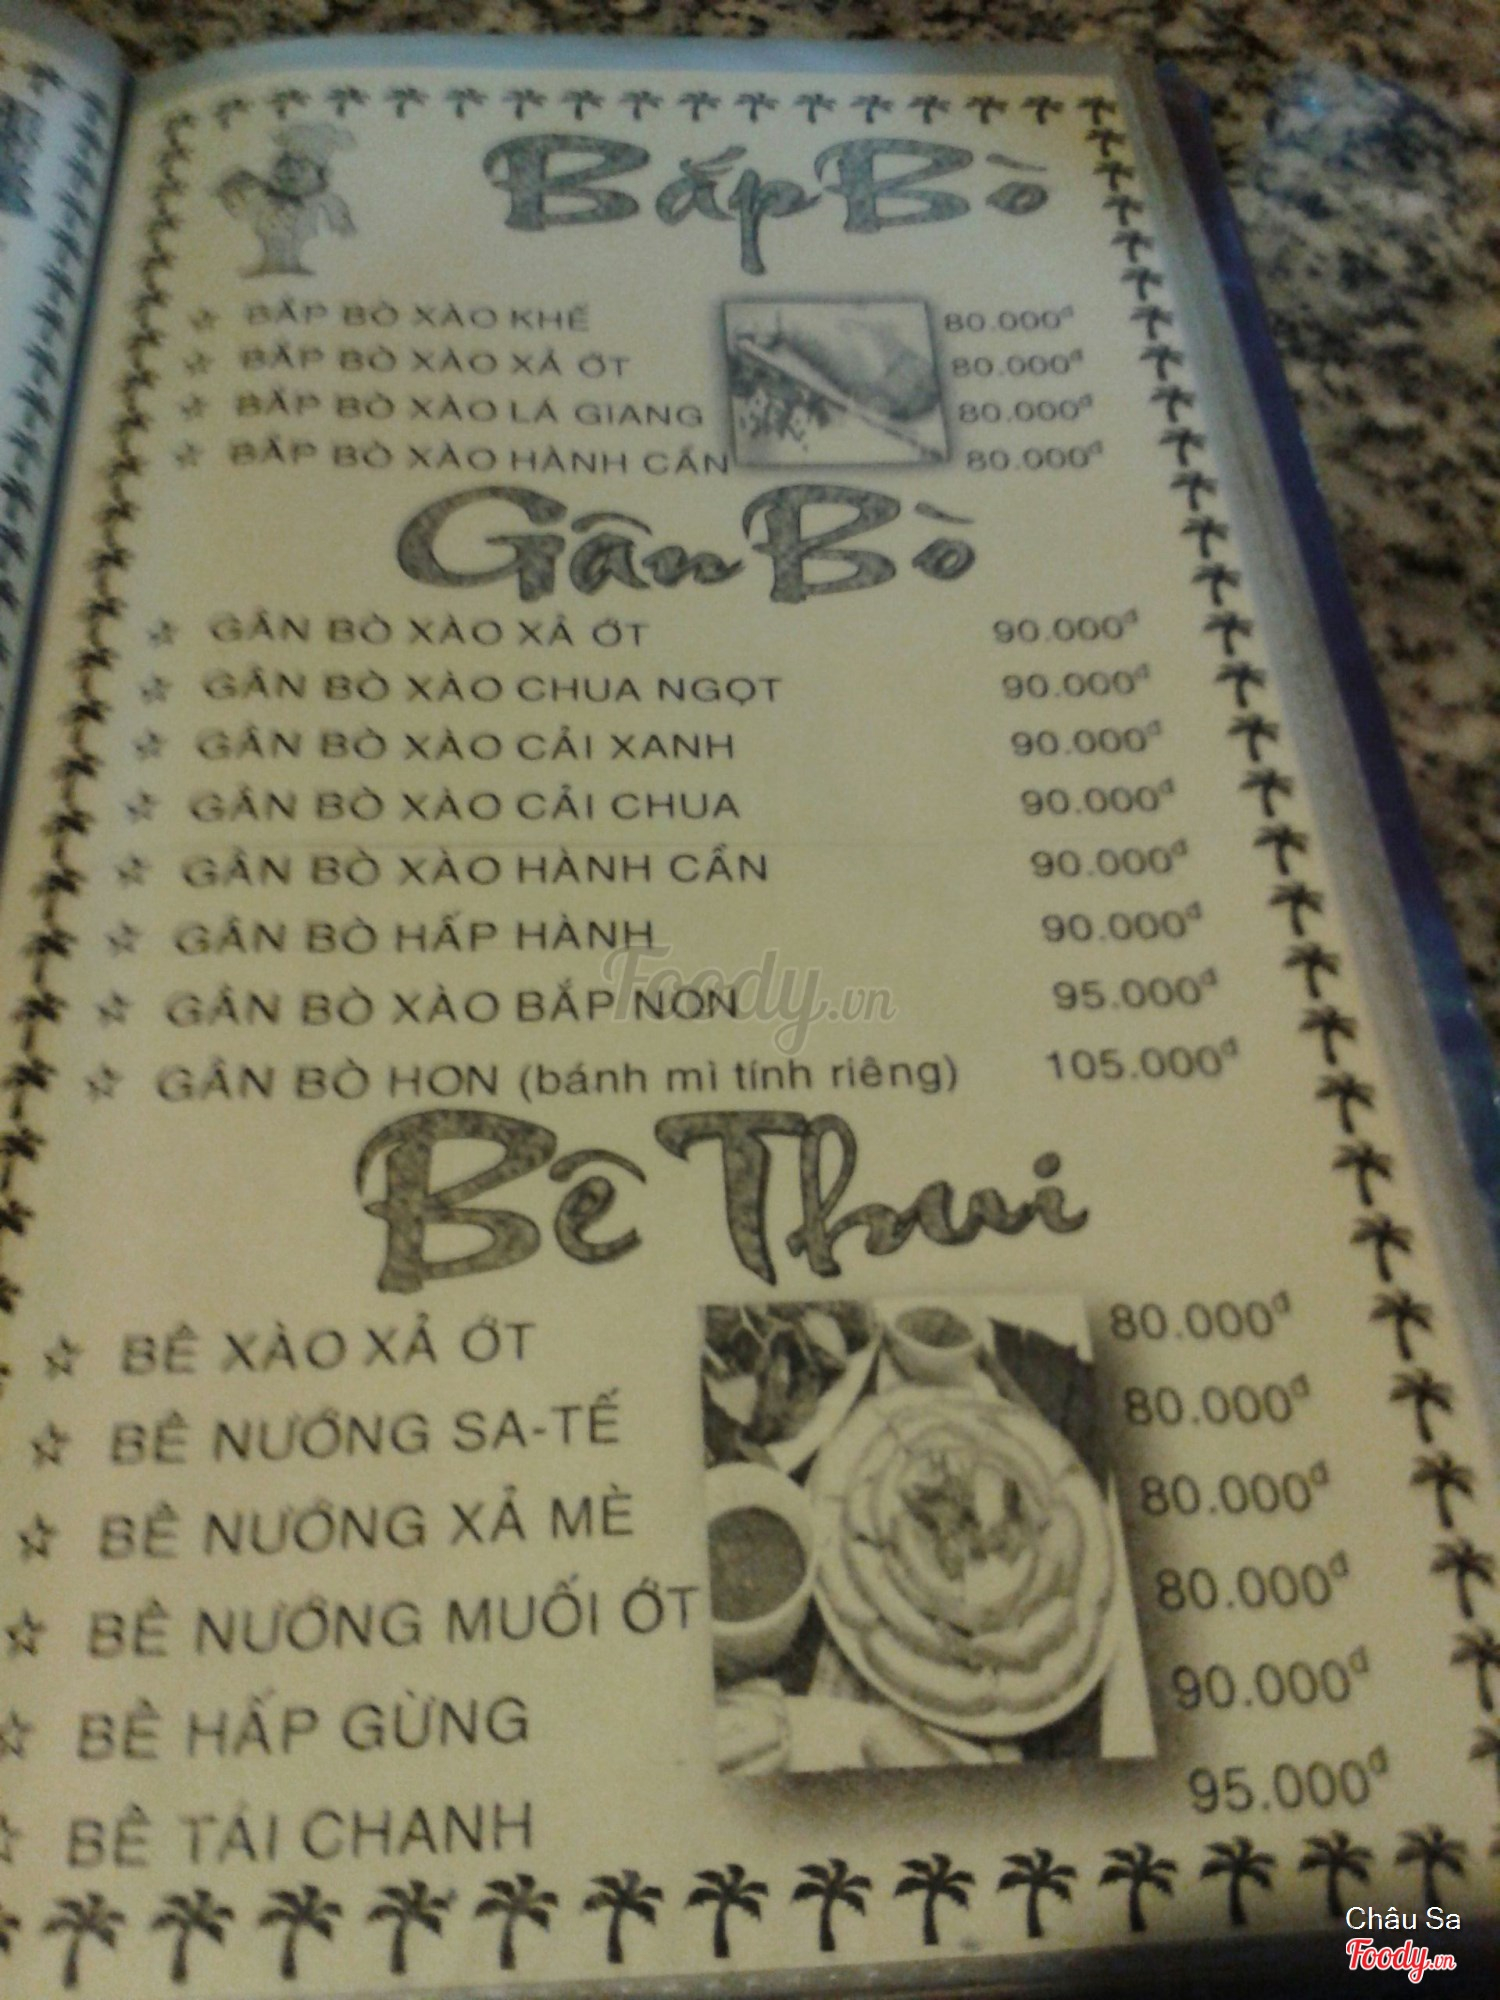 Bắp Bò
BẮP BÒ XÀO KHẾ 80.000đ
BẮP BÒ XÀO XẢ ỚT 80.000đ
BẮP BÒ XÀO LÁ GIANG 80.000đ
BẮP BÒ XÀO HÀNH CẦN 80.000đ
Gân Bò
GÂN BÒ XÀO XẢ ỚT 90.000đ
GÂN BÒ XÀO CHUA NGỌT 90.000đ
GÂN BÒ XÀO CẢI XANH 90.000đ
GÂN BÒ XÀO CẢI CHUA 90.000đ
GÂN BÒ XÀO HÀNH CẦN 90.000đ
GÂN BÒ HẤP HÀNH 90.000đ
GÂN BÒ XÀO BẮP NON 95.000đ
GÂN BÒ HON (bánh mì tính riêng) 105.000đ
Bê Thui
BÊ XÀO XẢ ỚT 80.000đ
BÊ NƯỚNG SA-TẾ 80.000đ
BÊ NƯỚNG XẢ MÈ 80.000đ
BÊ NƯỚNG MUỐI ỚT 80.000đ
BÊ HẤP GỪNG 90.000đ
BÊ TÁI CHANH 95.000đ
Foody.vn
Châu Sa
Foody.vn